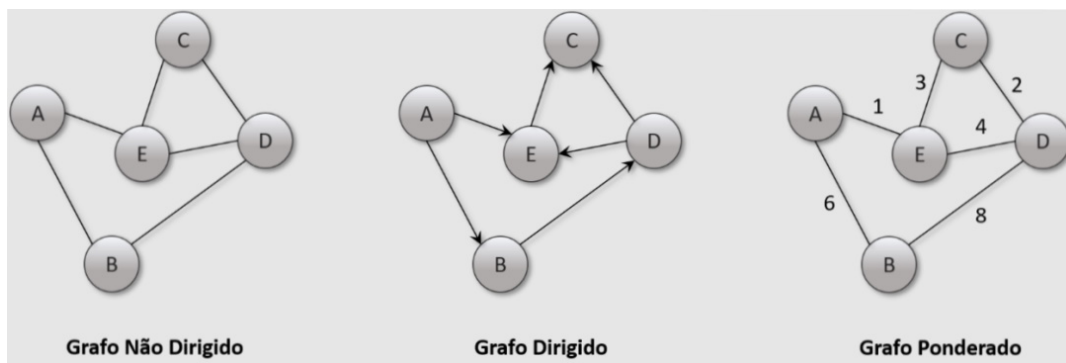 C
A
E
D
B
Grafo Não Dirigido
C
A
E
D
B
Grafo Dirigido
C
3
2
A
1
4
E
D
6
8
B
Grafo Ponderado